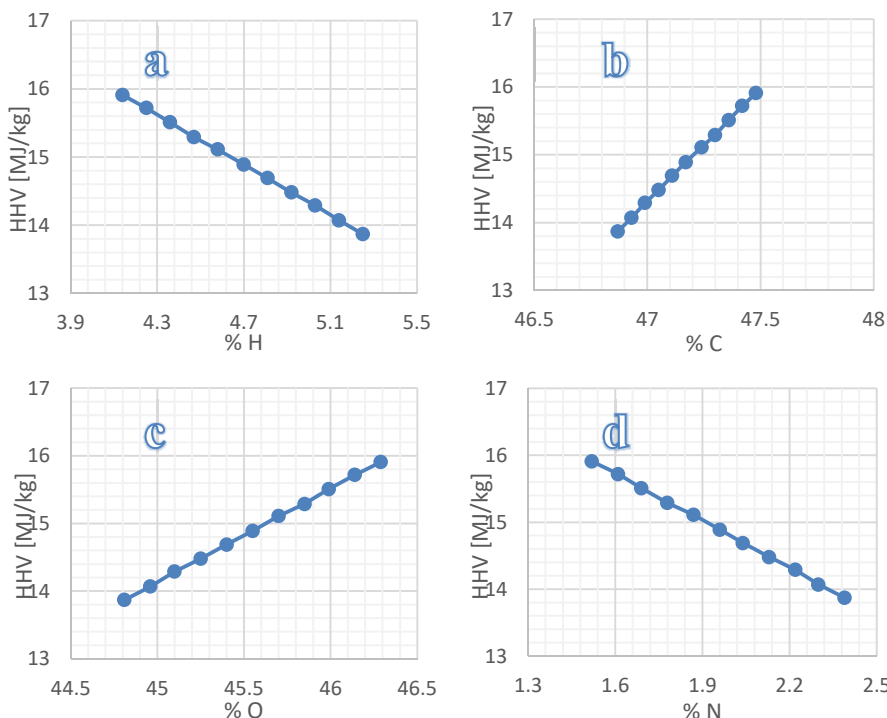 17
16
15
14
13
HHV [MJ/kg]
a
3.9 4.3 4.7 5.1 5.5
% H
17
16
15
14
13
HHV [MJ/kg]
b
46.5 47 47.5 48
% C
17
16
15
14
13
HHV [MJ/kg]
c
44.5 45 45.5 46 46.5
% O
17
16
15
14
13
HHV [MJ/kg]
d
1.3 1.6 1.9 2.2 2.5
% N